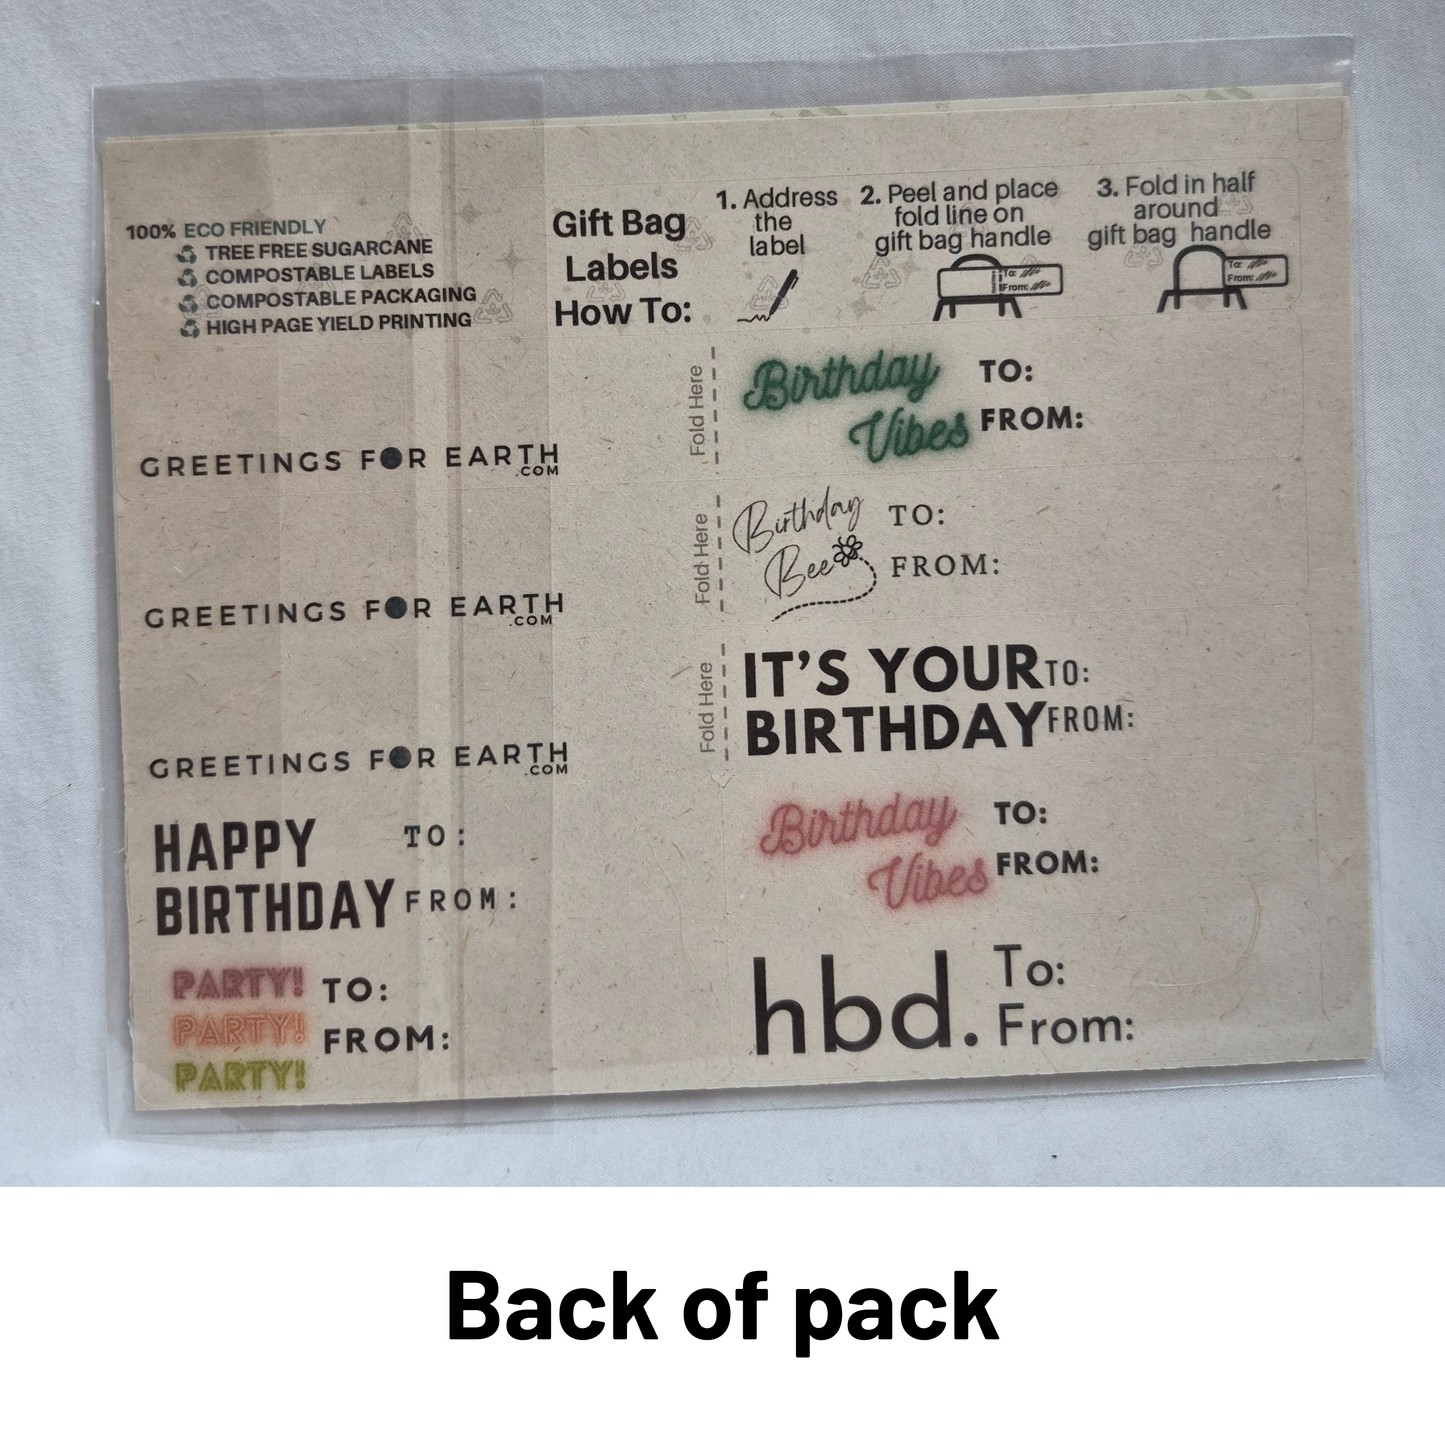 100% ECO FRIENDLY
TREE FREE SUGARCANE
COMPOSTABLE LABELS
COMPOSTABLE PACKAGING
HIGH PAGE YIELD PRINTING
Gift Bag
Labels
How To:
1. Address
the
label
2. Peel and place
fold line on
gift bag handle
To:
From:
3. Fold in half
around
gift bag handle
To:
From:
GREETINGS FOR EARTH
.COM
Fold Here
Birthday
Vibes
TO:
FROM:
GREETINGS FOR EARTH
.COM
Fold Here
Birthday
Bee
TO:
FROM:
GREETINGS FOR EARTH
.COM
Fold Here
IT'S YOUR
BIRTHDAY
TO:
FROM:
HAPPY
BIRTHDAY
TO:
FROM:
Birthday
Vibes
TO:
FROM:
PARTY!
PARTY!
PARTY!
TO:
FROM:
hbd.
To:
From:
Back of pack